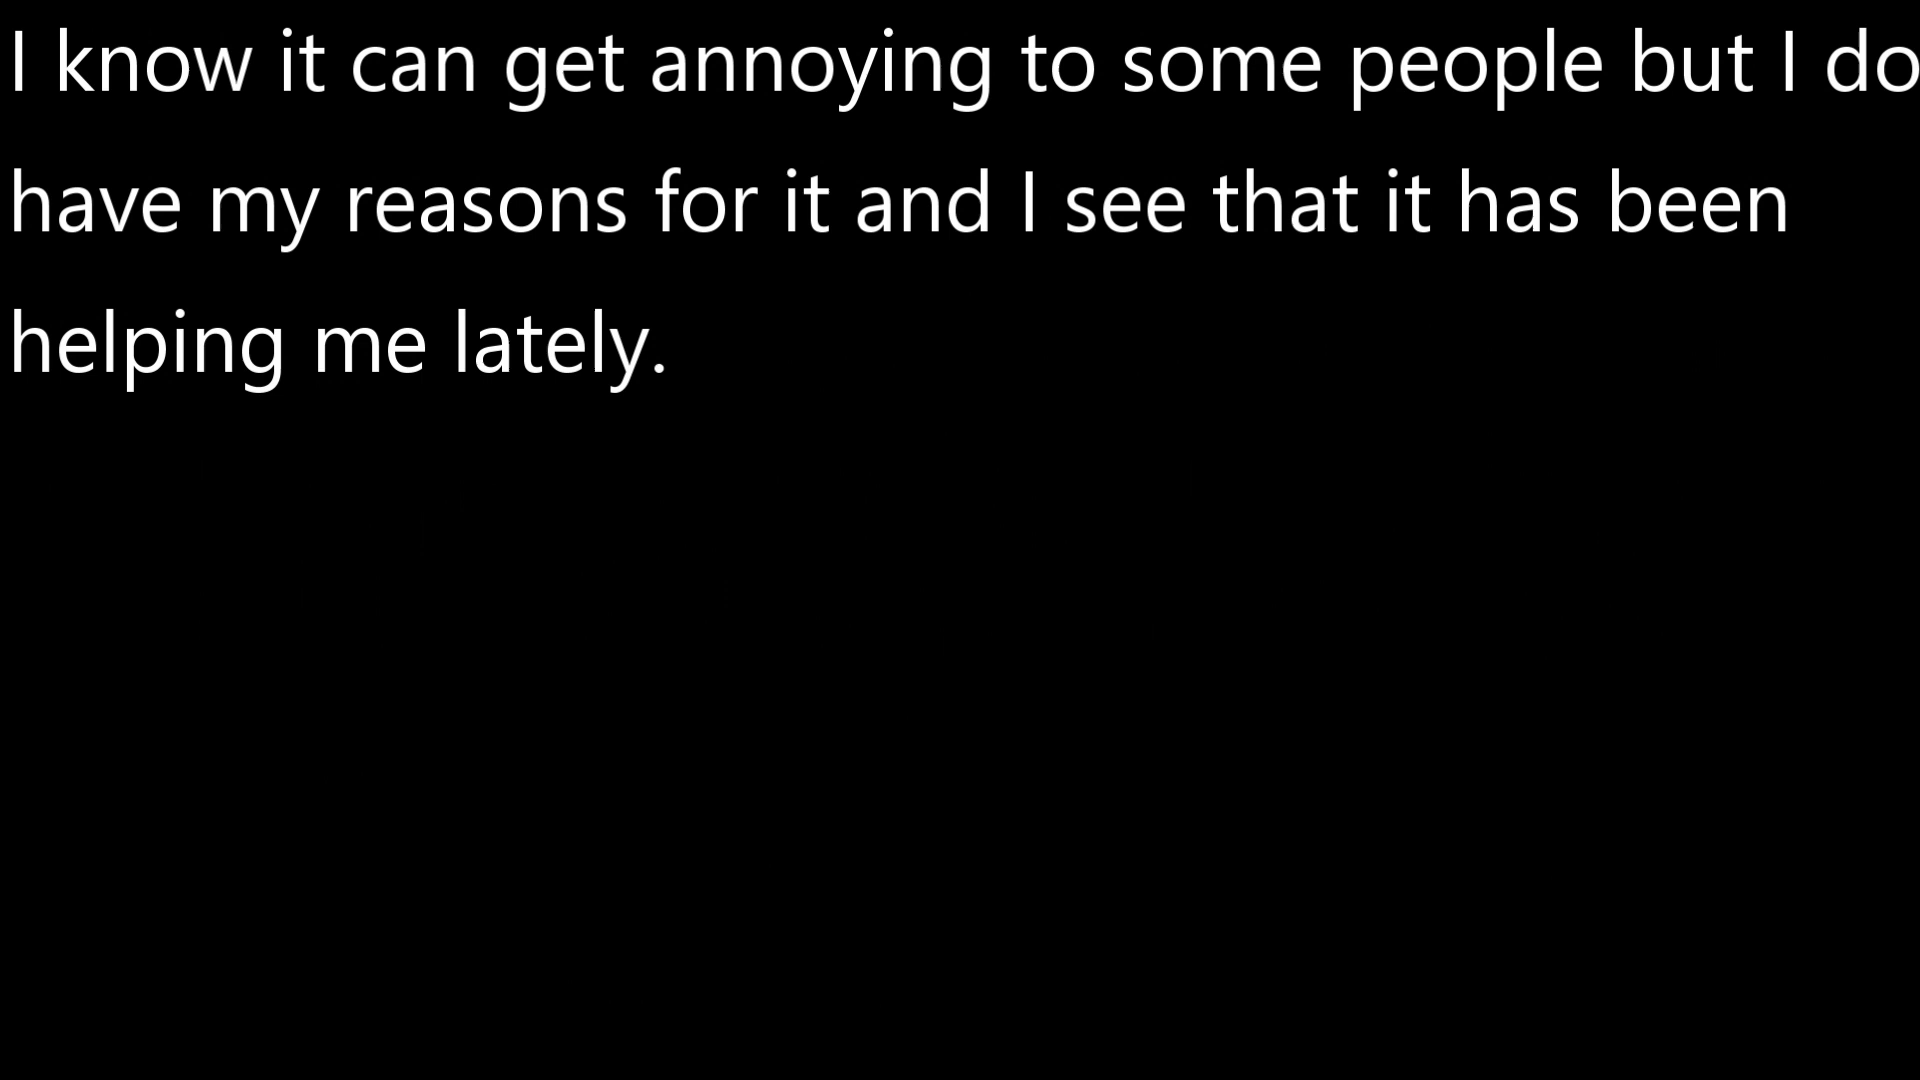 I know it can get annoying to some people but I do
have my reasons for it and I see that it has been
helping me lately.